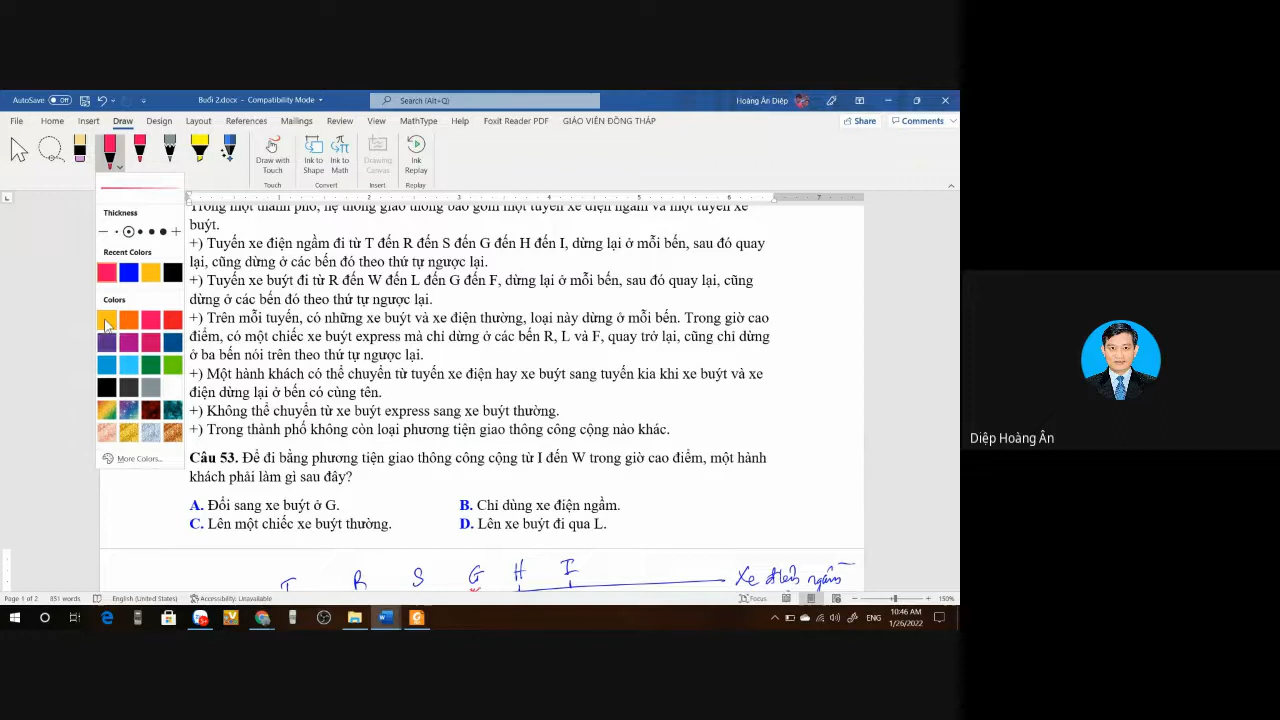 AutoSave Off Buổi 2.docx - Compatibility Mode Search (Alt+Q) Hoàng Ân Diệp
File Home Insert Draw Design Layout References Mailings Review View MathType Help Foxit Reader PDF GIÁO VIÊN ĐỒNG THÁP Share Comments
Draw with Touch Ink to Shape Ink to Math Drawing Canvas Ink Replay
Touch Convert Insert Replay
1 2 3 4 5 6 7
Thickness
Recent Colors
Colors
More Colors...
Trong một thành phố, hệ thống giao thông bao gồm một tuyến xe điện ngầm và một tuyến xe
buýt.
+) Tuyến xe điện ngầm đi từ T đến R đến S đến G đến H đến I, dừng lại ở mỗi bến, sau đó quay
lại, cũng dừng ở các bến đó theo thứ tự ngược lại.
+) Tuyến xe buýt đi từ R đến W đến L đến G đến F, dừng lại ở mỗi bến, sau đó quay lại, cũng
dừng ở các bến đó theo thứ tự ngược lại.
+) Trên mỗi tuyến, có những xe buýt và xe điện thường, loại này dừng ở mỗi bến. Trong giờ cao
điểm, có một chiếc xe buýt express mà chỉ dừng ở các bến R, L và F, quay trở lại, cũng chỉ dừng
ở ba bến nói trên theo thứ tự ngược lại.
+) Một hành khách có thể chuyển từ tuyến xe điện hay xe buýt sang tuyến kia khi xe buýt và xe
điện dừng lại ở bến có cùng tên.
+) Không thể chuyển từ xe buýt express sang xe buýt thường.
+) Trong thành phố không còn loại phương tiện giao thông công cộng nào khác.
Câu 53. Để đi bằng phương tiện giao thông công cộng từ I đến W trong giờ cao điểm, một hành
khách phải làm gì sau đây?
A. Đổi sang xe buýt ở G. B. Chỉ dùng xe điện ngầm.
C. Lên một chiếc xe buýt thường. D. Lên xe buýt đi qua L.
T R S G H I Xe điện ngầm
Page 1 of 2 851 words English (United States) Accessibility: Unavailable Focus 150%
ENG 10:46 AM
1/26/2022
Diệp Hoàng Ân